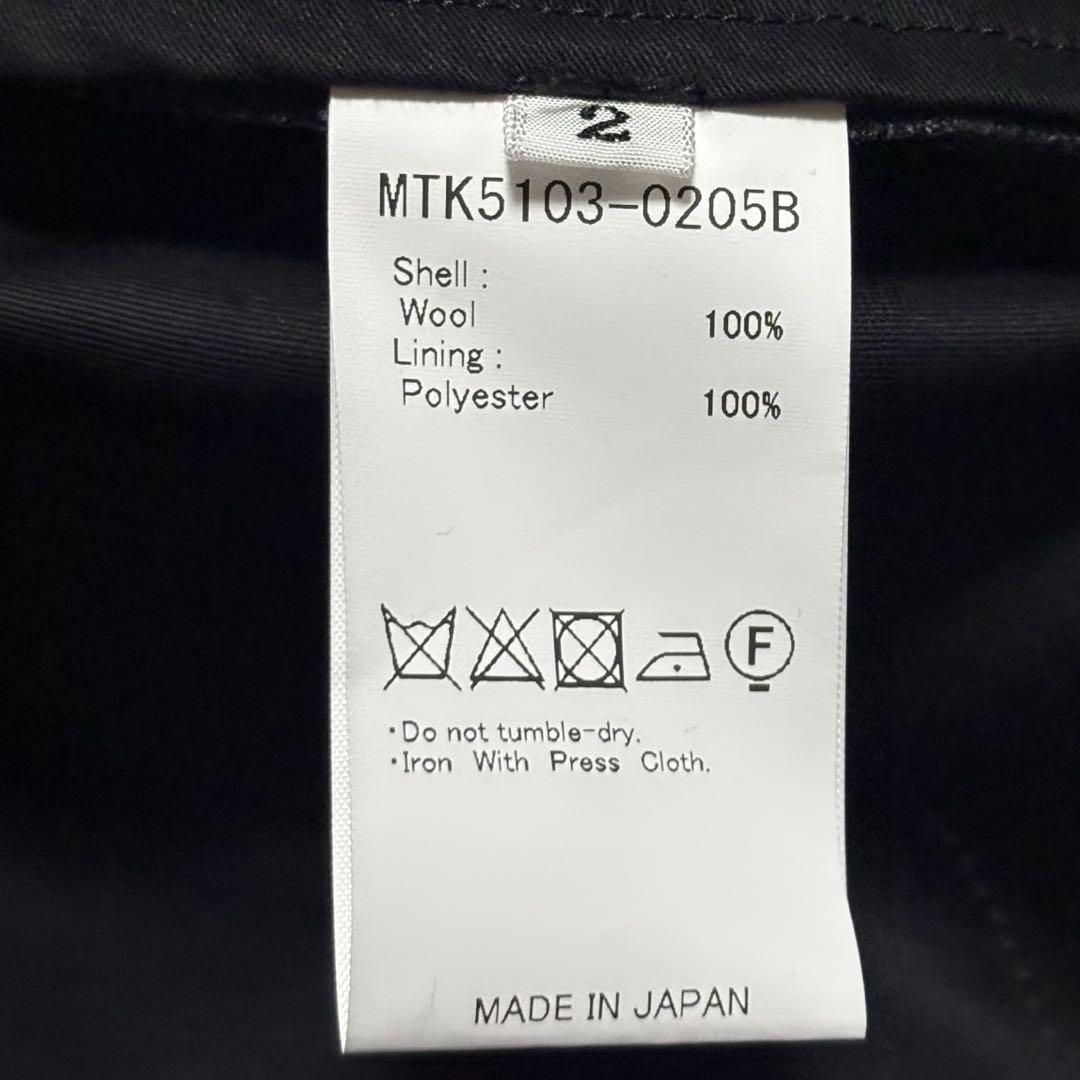 2
MTK5103-0205B
Shell :
Wool 100%
Lining :
Polyester 100%
F
・Do not tumble-dry.
・Iron With Press Cloth.
MADE IN JAPAN